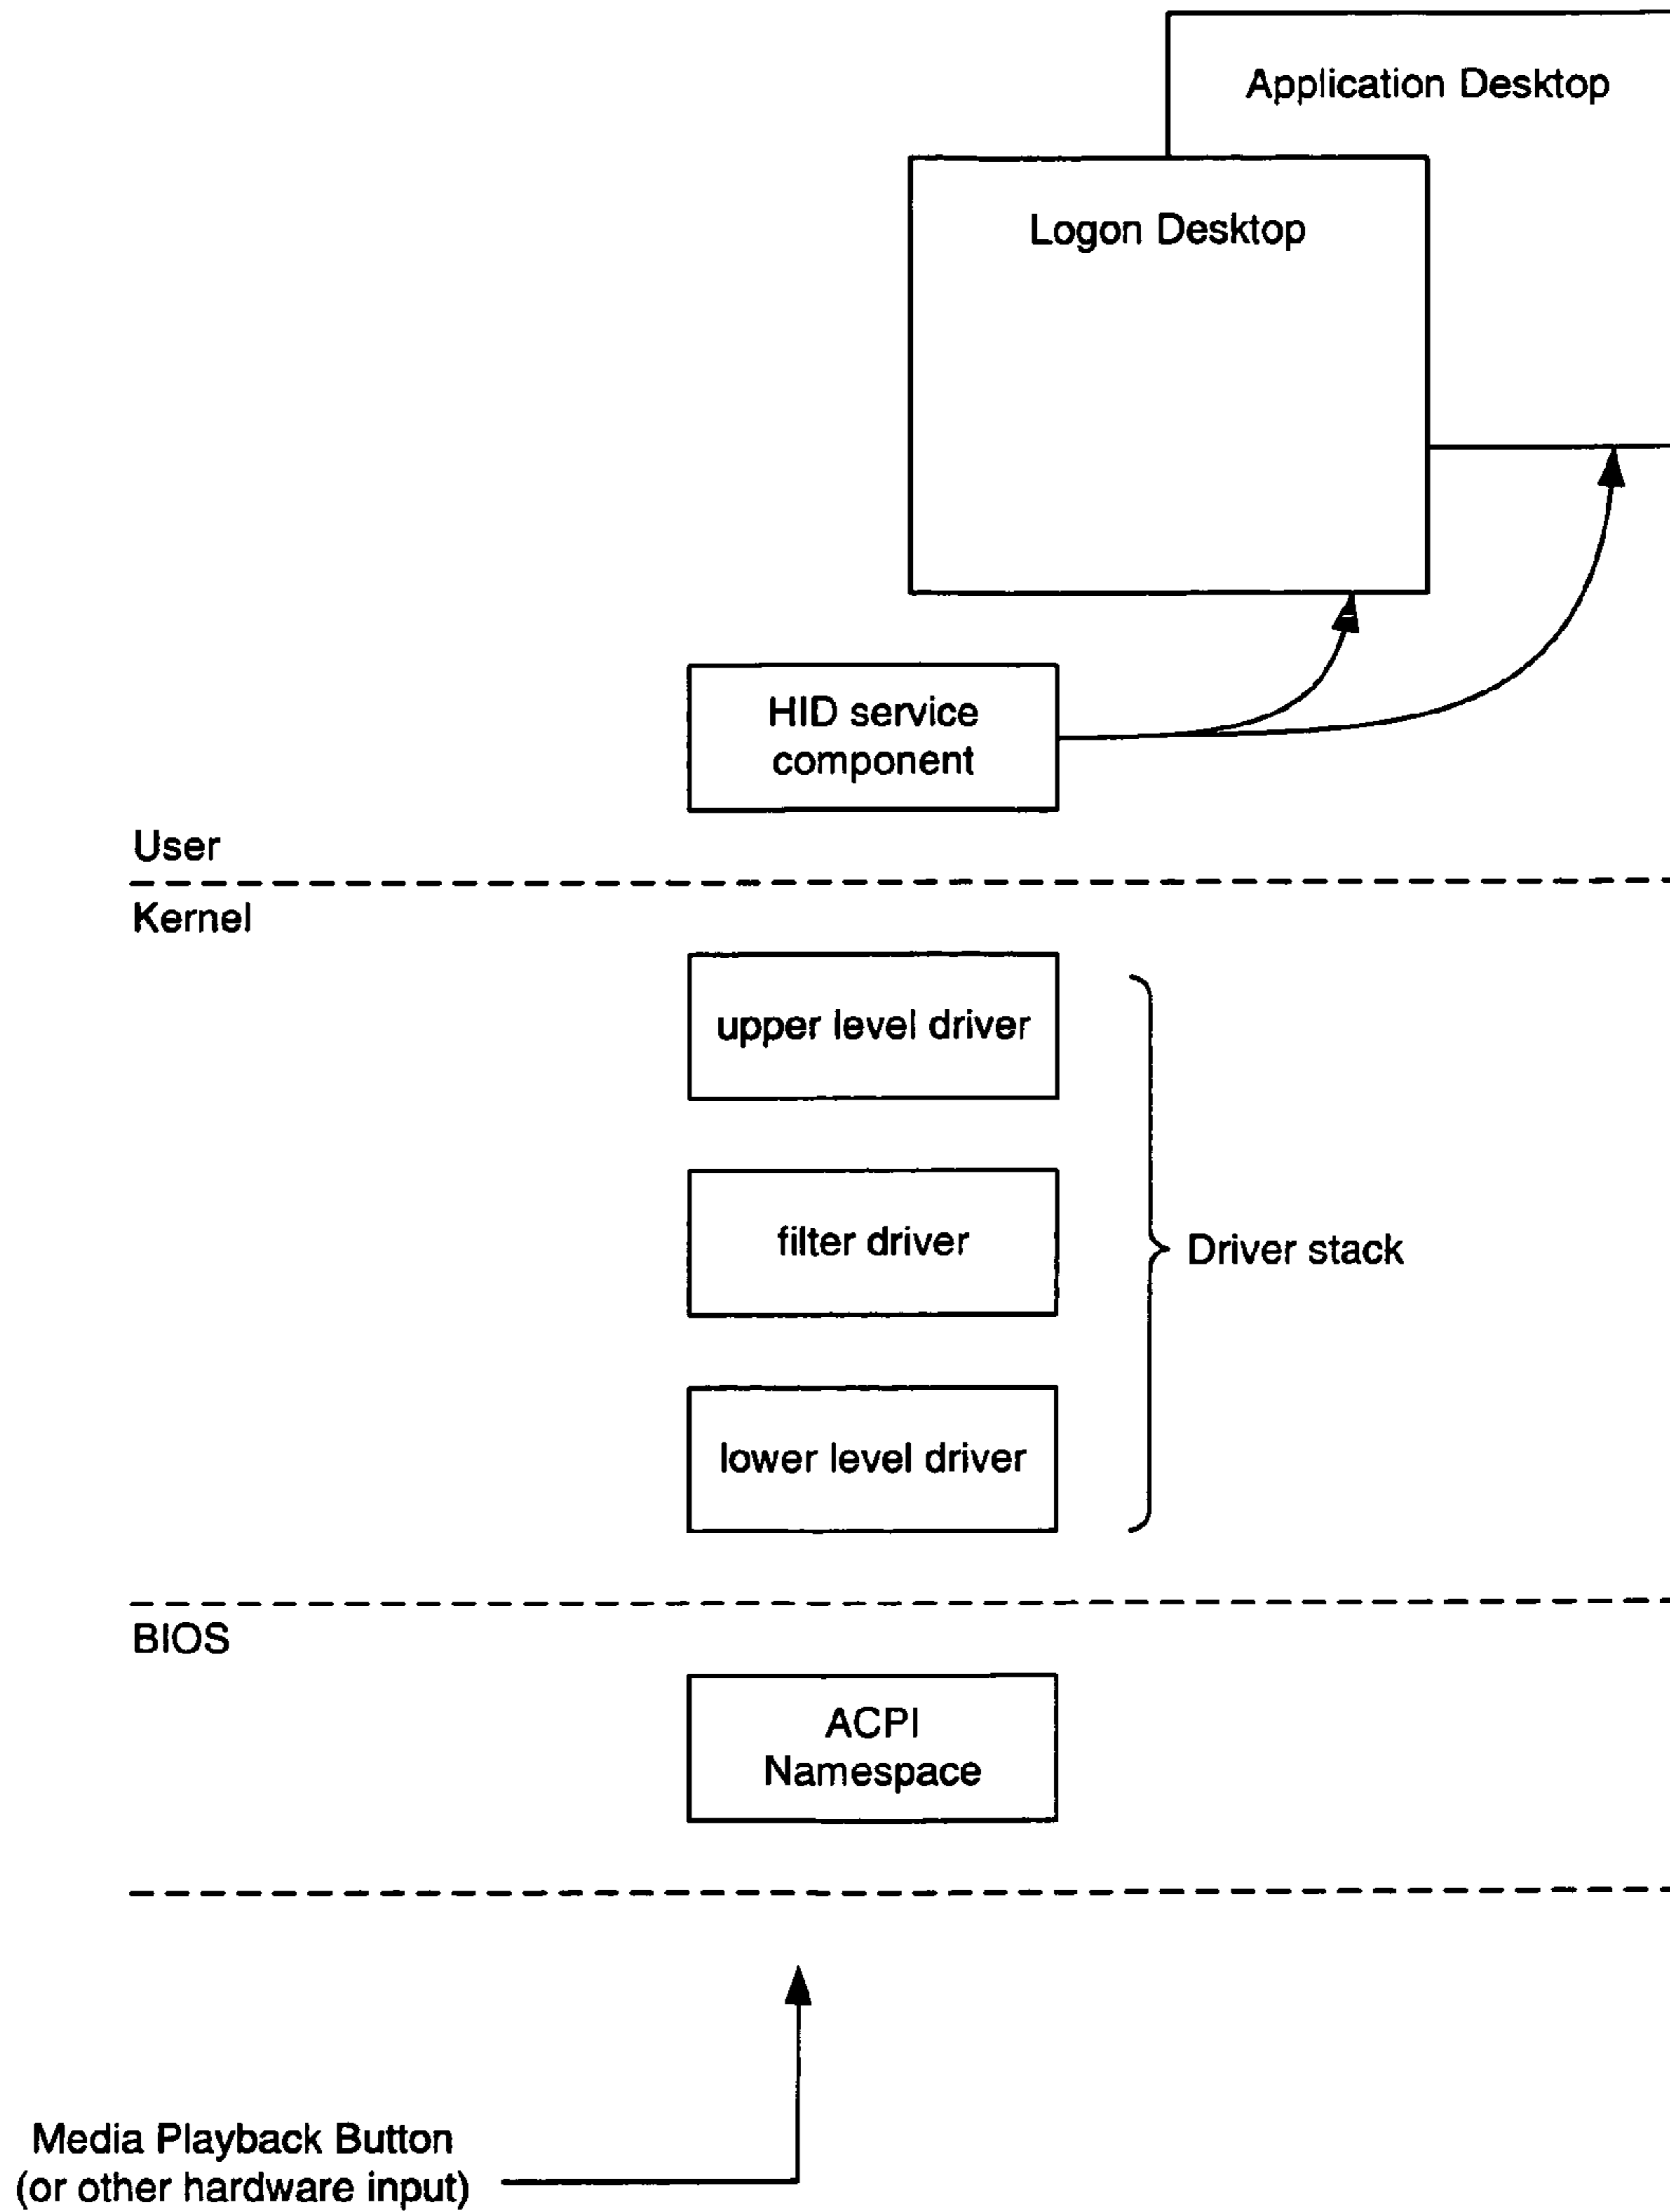 Application Desktop
Logon Desktop
HID service
component
User
Kernel
upper level driver
filter driver
Driver stack
lower level driver
BIOS
ACPI
Namespace
Media Playback Button
(or other hardware input)